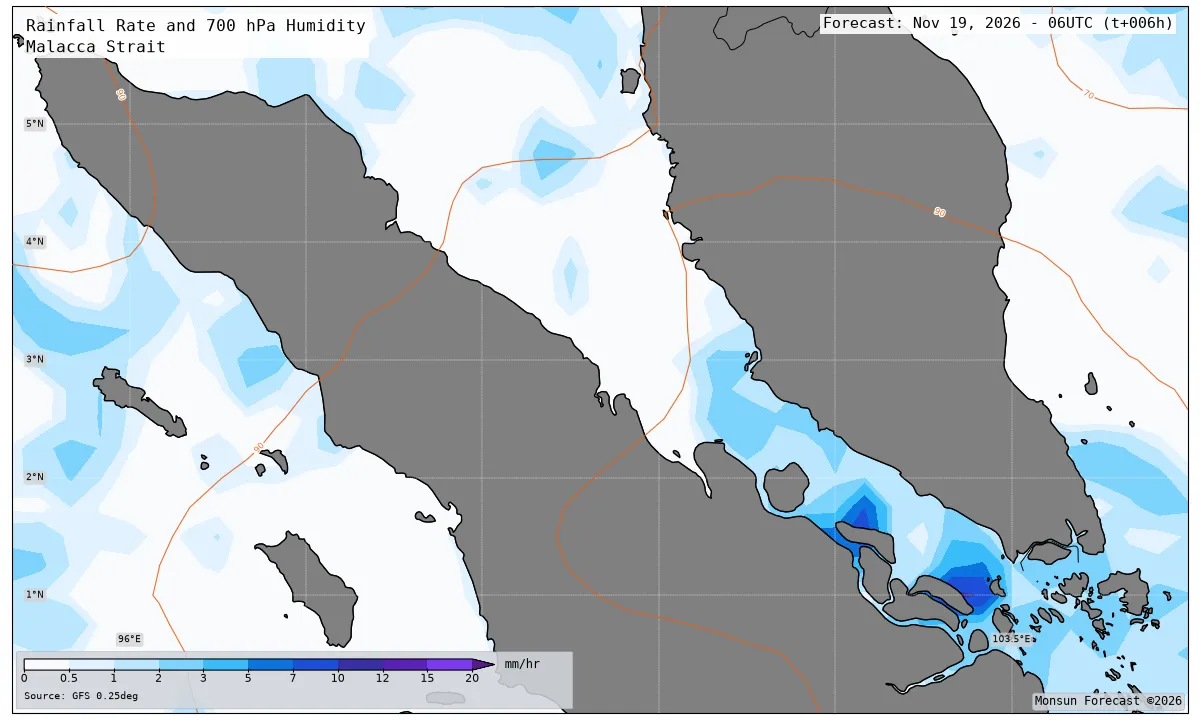 Rainfall Rate and 700 hPa Humidity
Malacca Strait
Forecast: Nov 19, 2026 - 06UTC (t+006h)
90
70
5°N
90
4°N
3°N
90
2°N
1°N
96°E
103.5°E
mm/hr
0 0.5 1 2 3 5 7 10 12 15 20
Source: GFS 0.25deg
Monsun Forecast ©2026